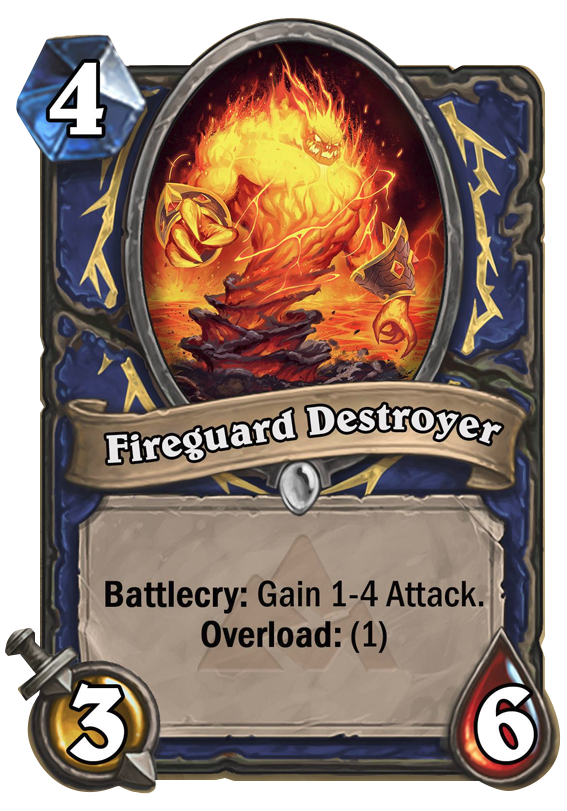 4
Fireguard Destroyer
Battlecry: Gain 1-4 Attack.
Overload: (1)
3
6